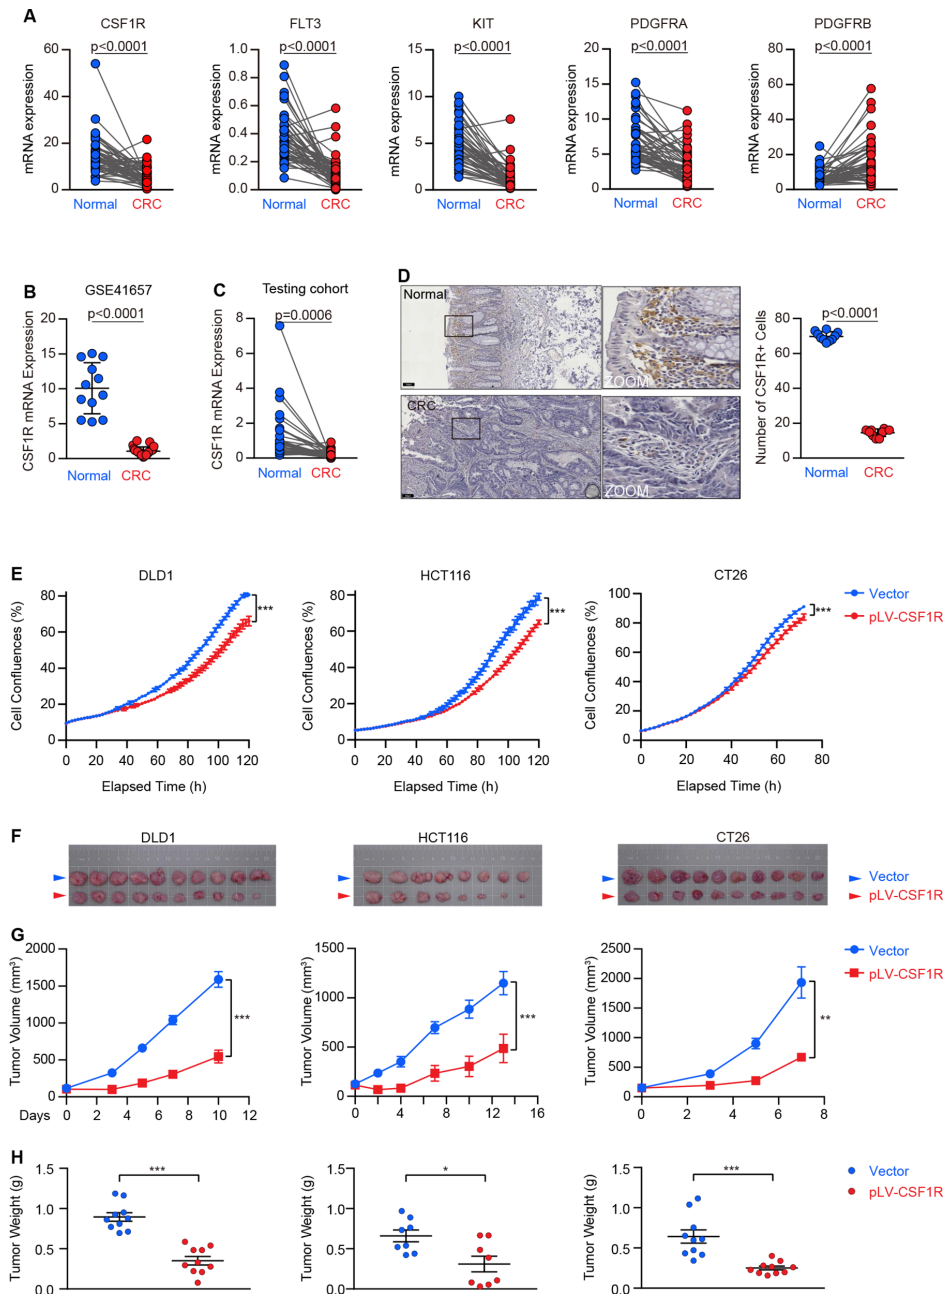 A
CSF1R FLT3 KIT PDGFRA PDGFRB
p<0.0001 p<0.0001 p<0.0001 p<0.0001 p<0.0001
mRNA expression
60
40
20
0
Normal CRC
mRNA expression
1.0
0.8
0.6
0.4
0.2
0.0
Normal CRC
mRNA expression
15
10
5
0
Normal CRC
mRNA expression
20
15
10
5
0
Normal CRC
mRNA expression
80
60
40
20
0
Normal CRC
B
GSE41657
p<0.0001
CSF1R mRNA Expression
20
15
10
5
0
Normal CRC
C
Testing cohort
p=0.0006
CSF1R mRNA Expression
8
6
4
2
0
Normal CRC
D
Normal
ZOOM
CRC
ZOOM
p<0.0001
Number of CSF1R+ Cells
80
60
40
20
0
Normal CRC
E
DLD1
Cell Confluences (%)
80
60
40
20
0
0 20 40 60 80 100 120
Elapsed Time (h)
***
HCT116
Cell Confluences (%)
80
60
40
20
0
0 20 40 60 80 100 120
Elapsed Time (h)
***
CT26
Cell Confluences (%)
100
80
60
40
20
0
0 20 40 60 80
Elapsed Time (h)
***
Vector
pLV-CSF1R
F
DLD1 HCT116 CT26
Vector
pLV-CSF1R
G
Tumor Volume (mm³)
2000
1500
1000
500
0
Days 0 2 4 6 8 10 12
***
Tumor Volume (mm³)
1500
1000
500
0
0 2 4 6 8 10 12 14 16
***
Tumor Volume (mm³)
2500
2000
1500
1000
500
0
0 2 4 6 8
**
Vector
pLV-CSF1R
H
Tumor Weight (g)
1.5
1.0
0.5
0.0
***
Tumor Weight (g)
1.5
1.0
0.5
0.0
*
Tumor Weight (g)
1.5
1.0
0.5
0.0
***
Vector
pLV-CSF1R